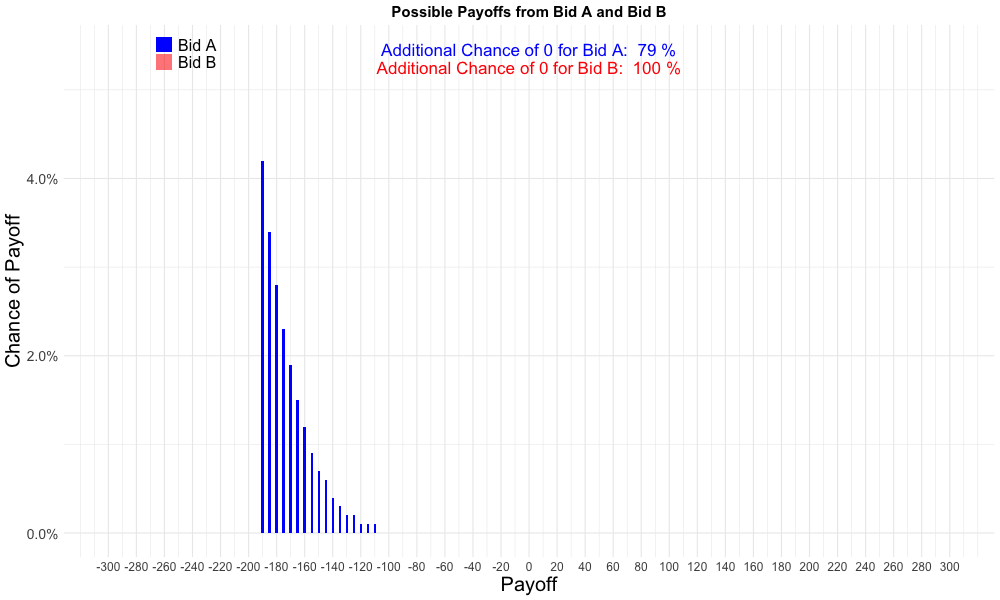 Possible Payoffs from Bid A and Bid B
Bid A
Bid B
Additional Chance of 0 for Bid A:  79 %
Additional Chance of 0 for Bid B:  100 %
Chance of Payoff
4.0%
2.0%
0.0%
-300 -280 -260 -240 -220 -200 -180 -160 -140 -120 -100 -80 -60 -40 -20 0 20 40 60 80 100 120 140 160 180 200 220 240 260 280 300
Payoff